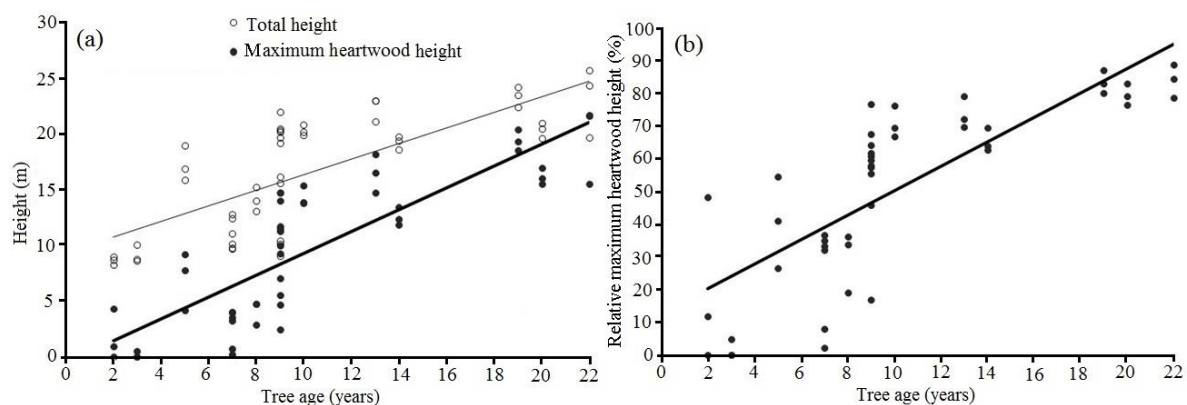 (a)
Total height
Maximum heartwood height
30
25
20
15
10
5
0
Height (m)
0 2 4 6 8 10 12 14 16 18 20 22
Tree age (years)
(b)
100
90
80
70
60
50
40
30
20
10
0
Relative maximum heartwood height (%)
0 2 4 6 8 10 12 14 16 18 20 22
Tree age (years)